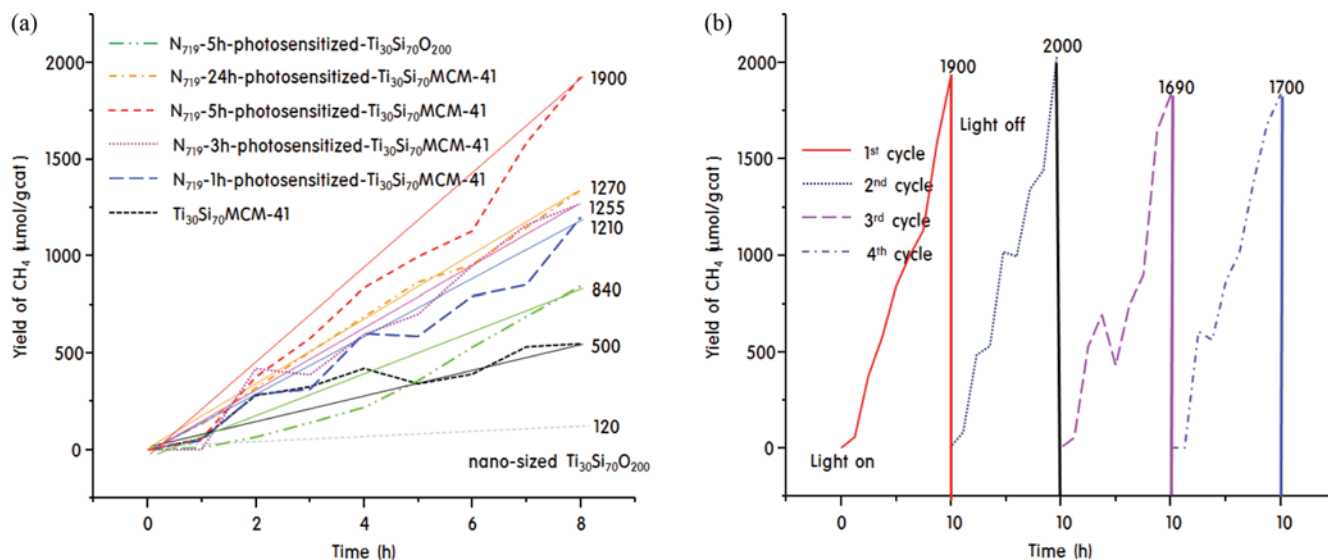 (a)
Yield of CH₄ (μmol/gcat)
2000
1500
1000
500
0
N₇₁₉-5h-photosensitized-Ti₃₀Si₇₀O₂₀₀
N₇₁₉-24h-photosensitized-Ti₃₀Si₇₀MCM-41
N₇₁₉-5h-photosensitized-Ti₃₀Si₇₀MCM-41
N₇₁₉-3h-photosensitized-Ti₃₀Si₇₀MCM-41
N₇₁₉-1h-photosensitized-Ti₃₀Si₇₀MCM-41
Ti₃₀Si₇₀MCM-41
1900
1270
1255
1210
840
500
120
nano-sized Ti₃₀Si₇₀O₂₀₀
0 2 4 6 8
Time (h)
(b)
Yield of CH₄ (μmol/gcat)
2000
1500
1000
500
0
1900
2000
1690
1700
Light off
1ˢᵗ cycle
2ⁿᵈ cycle
3ʳᵈ cycle
4ᵗʰ cycle
Light on
0 10 10 10 10
Time (h)